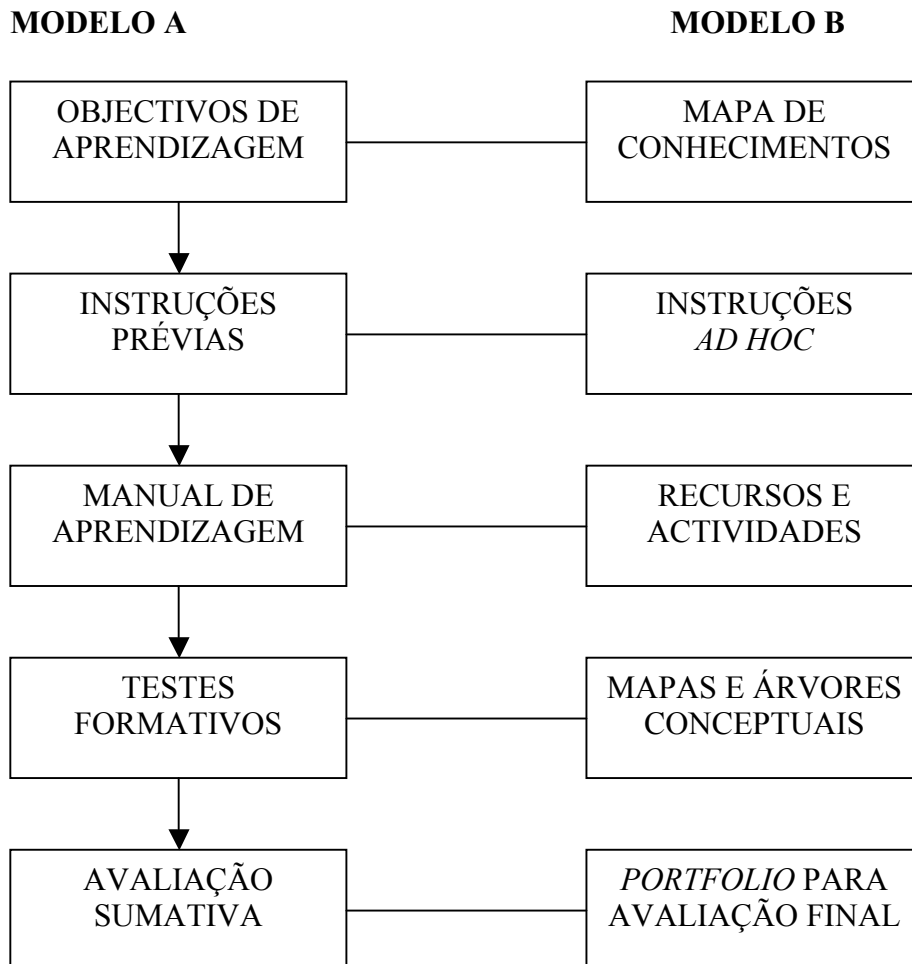 MODELO A
MODELO B
OBJECTIVOS DE
APRENDIZAGEM
MAPA DE
CONHECIMENTOS
INSTRUÇÕES
PRÉVIAS
INSTRUÇÕES
AD HOC
MANUAL DE
APRENDIZAGEM
RECURSOS E
ACTIVIDADES
TESTES
FORMATIVOS
MAPAS E ÁRVORES
CONCEPTUAIS
AVALIAÇÃO
SUMATIVA
PORTFOLIO PARA
AVALIAÇÃO FINAL